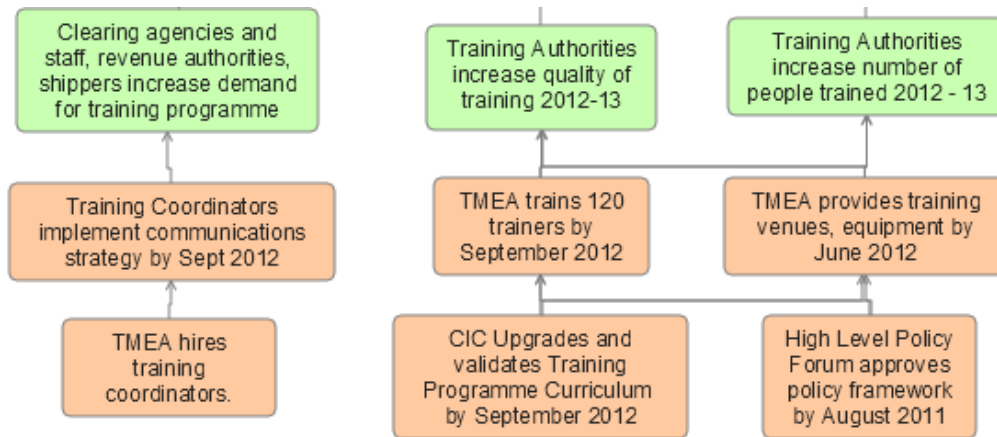 Clearing agencies and
staff, revenue authorities,
shippers increase demand
for training programme
Training Authorities
increase quality of
training 2012-13
Training Authorities
increase number of
people trained 2012 - 13
Training Coordinators
implement communications
strategy by Sept 2012
TMEA trains 120
trainers by
September 2012
TMEA provides training
venues, equipment by
June 2012
TMEA hires
training
coordinators.
CIC Upgrades and
validates Training
Programme Curriculum
by September 2012
High Level Policy
Forum approves
policy framework
by August 2011